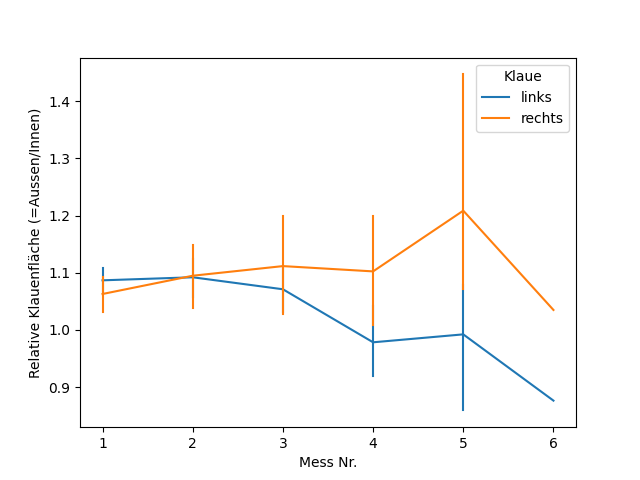 Relative Klauenfläche (=Aussen/Innen)
1.4
1.3
1.2
1.1
1.0
0.9
Klaue
links
rechts
1 2 3 4 5 6
Mess Nr.